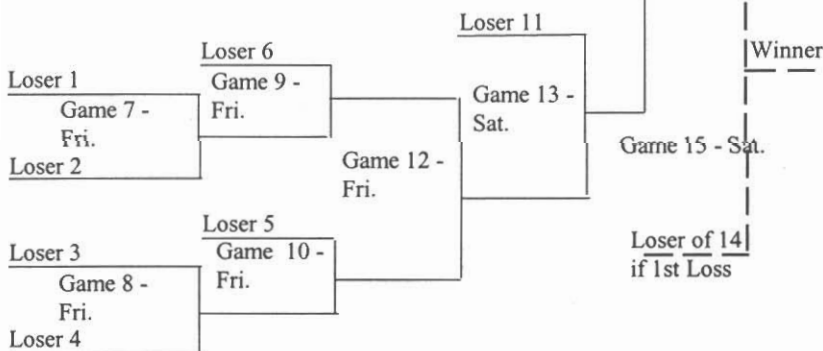 Loser 11
Winner
Loser 6
Loser 1
Game 9 -
Fri.
Game 7 -
Fri.
Game 13 -
Sat.
Game 15 - Sat.
Loser 2
Game 12 -
Fri.
Loser 5
Loser 3
Game 10 -
Fri.
Loser of 14
if 1st Loss
Game 8 -
Fri.
Loser 4